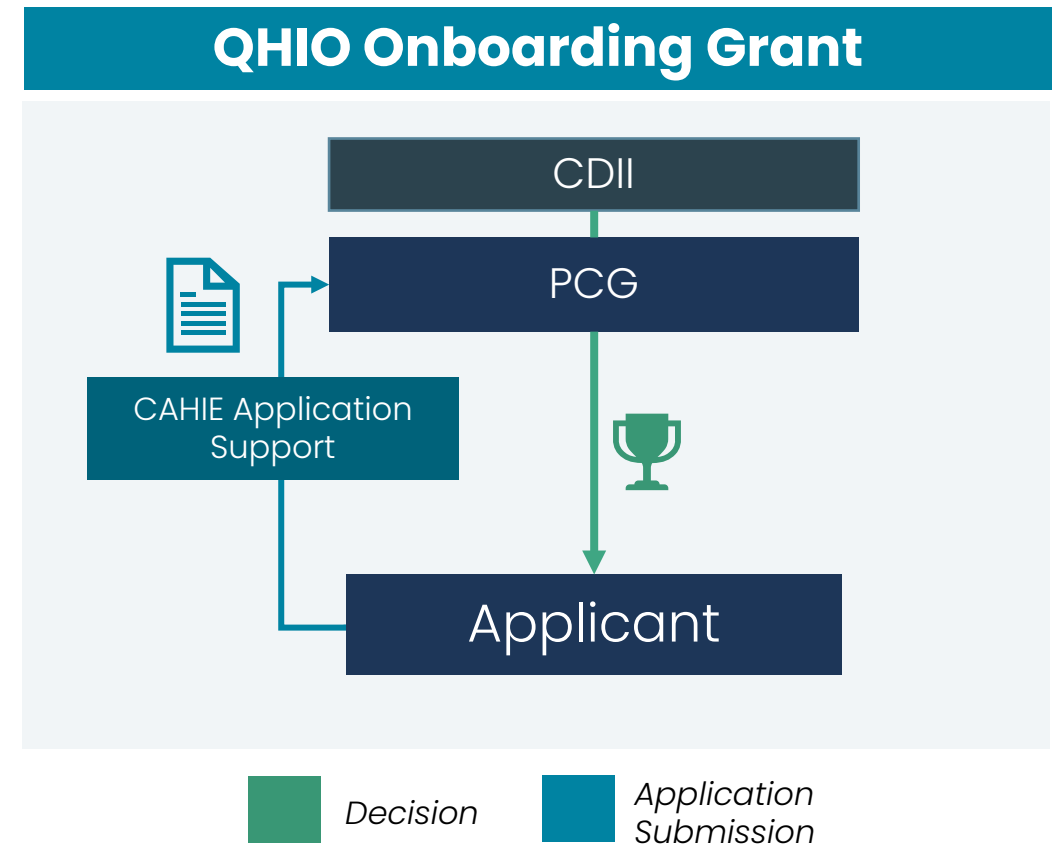 QHIO Onboarding Grant
CDII
PCG
CAHIE Application
Support
Applicant
Decision
Application
Submission